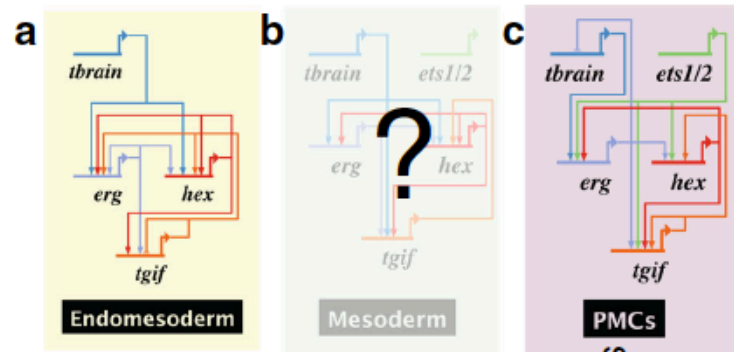 a
tbrain
erg hex
tgif
Endomesoderm
b
tbrain ets1/2
?
erg hex
tgif
Mesoderm
c
tbrain ets1/2
erg hex
tgif
PMCs